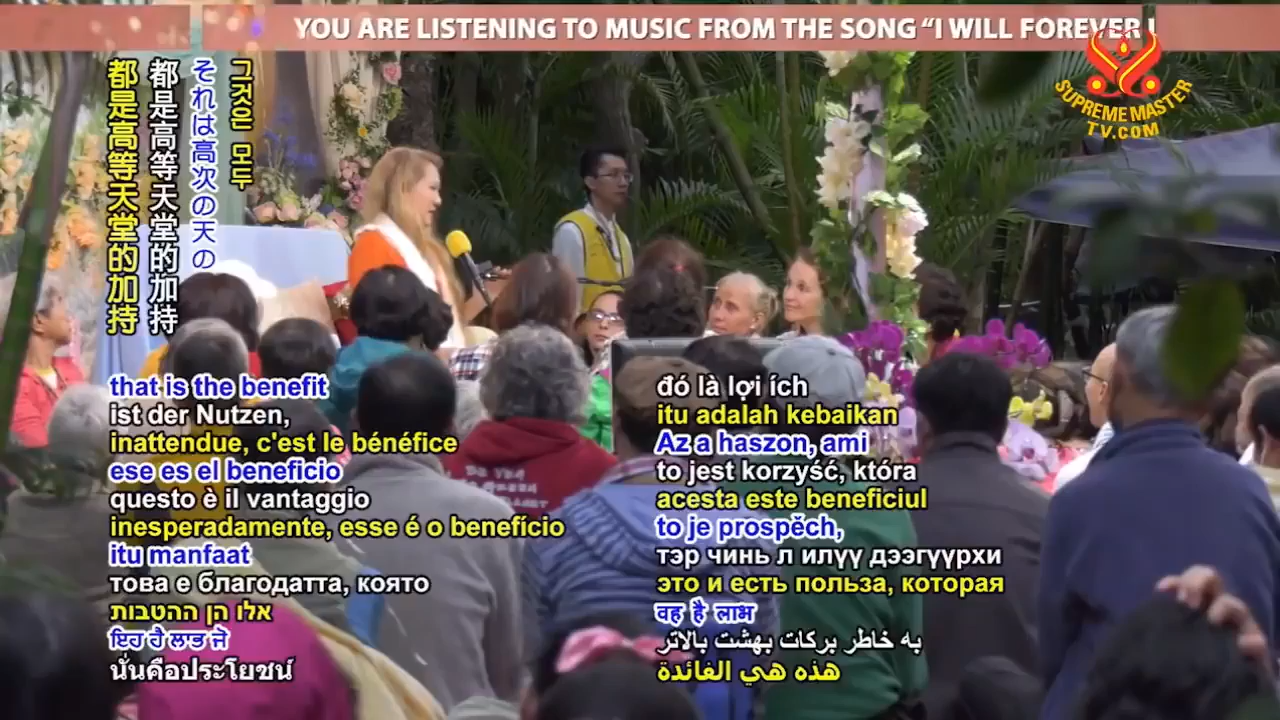 YOU ARE LISTENING TO MUSIC FROM THE SONG “I WILL FOREVER
SUPREME MASTER
TV.COM
그것은 모두
それは高次の天の
都是高等天堂的加持
都是高等天堂的加持
that is the benefit
ist der Nutzen,
inattendue, c'est le bénéfice
ese es el beneficio
questo è il vantaggio
inesperadamente, esse é o benefício
itu manfaat
това е благодатта, която
אלו הן ההטבות
ਇਹ ਹੈ ਲਾਭ ਜੋ
นั่นคือประโยชน์
đó là lợi ích
itu adalah kebaikan
Az a haszon, ami
to jest korzyść, która
acesta este beneficiul
to je prospěch,
тэр чинь л илүү дээгүүрхи
это и есть польза, которая
वह है लाभ
به خاطر برکات بهشت بالاتر
هذه هي الفائدة